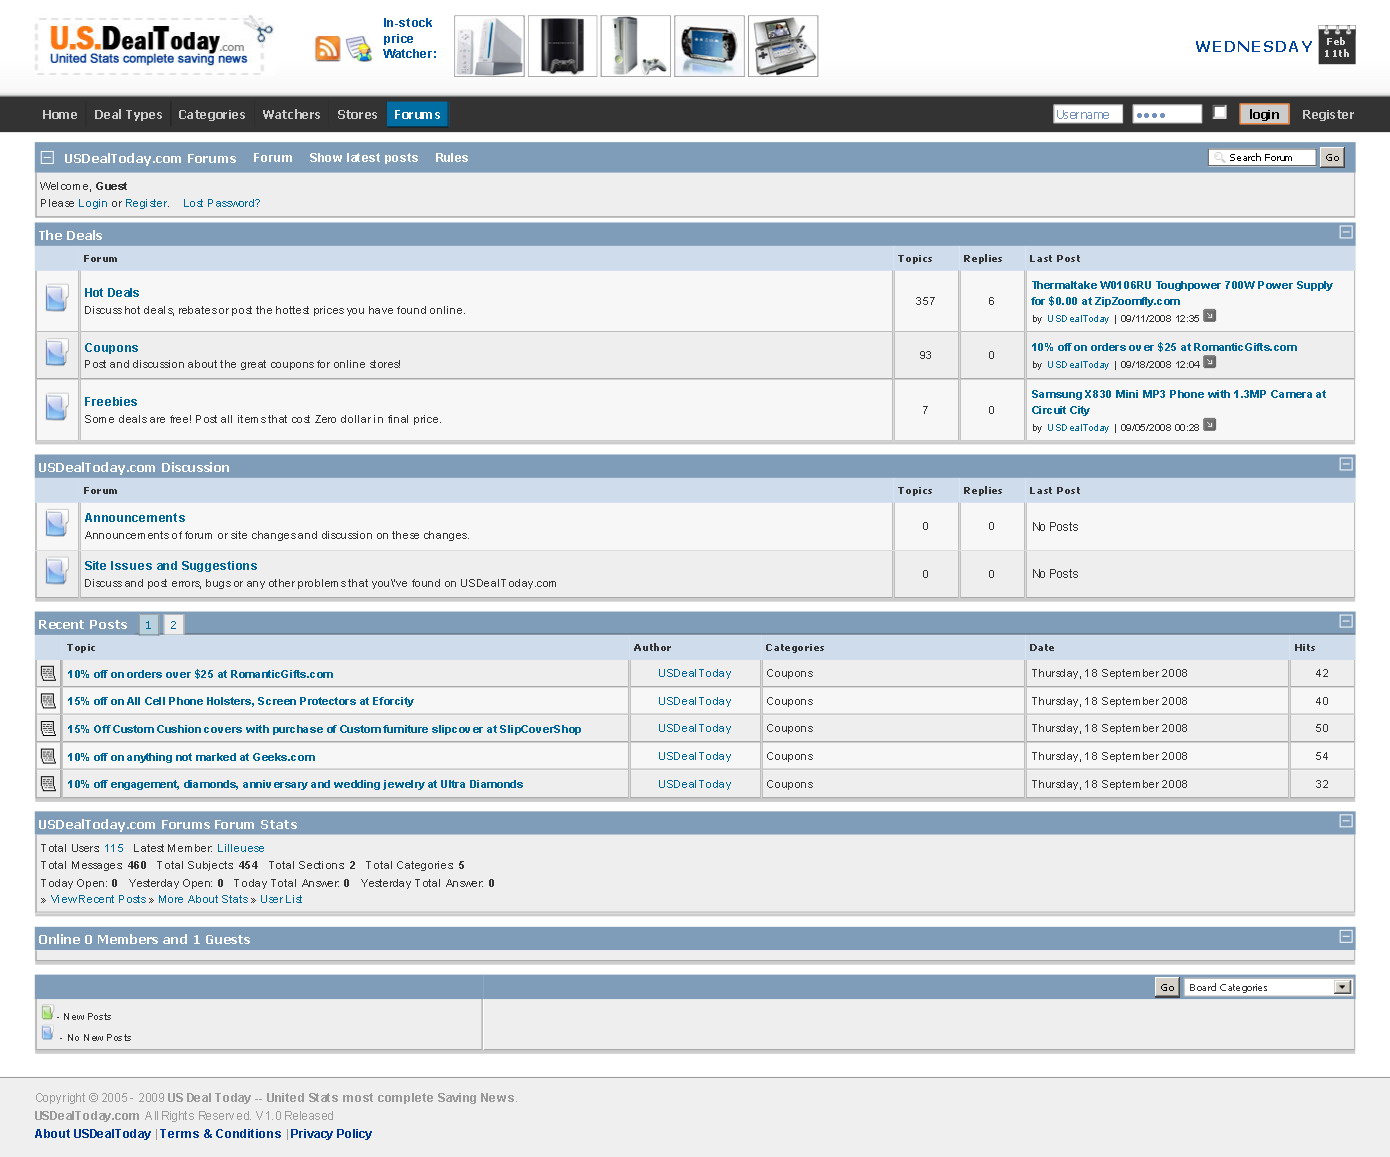 U.S.DealToday.com
United Stats complete saving news
In-stock
price
Watcher:
WEDNESDAY
Feb
11th
Home Deal Types Categories Watchers Stores Forums
Username login Register
USDealToday.com Forums Forum Show latest posts Rules Search Forum Go
Welcome, Guest
Please Login or Register. Lost Password?
The Deals
Forum Topics Replies Last Post
Hot Deals
Discuss hot deals, rebates or post the hottest prices you have found online.
357 6
Thermaltake W0106RU Toughpower 700W Power Supply
for $0.00 at ZipZoomfly.com
by USDealToday | 09/11/2008 12:35
Coupons
Post and discussion about the great coupons for online stores!
93 0
10% off on orders over $25 at RomanticGifts.com
by USDealToday | 09/18/2008 12:04
Freebies
Some deals are free! Post all items that cost Zero dollar in final price.
7 0
Samsung X830 Mini MP3 Phone with 1.3MP Camera at
Circuit City
by USDealToday | 09/05/2008 00:28
USDealToday.com Discussion
Forum Topics Replies Last Post
Announcements
Announcements of forum or site changes and discussion on these changes.
0 0 No Posts
Site Issues and Suggestions
Discuss and post errors, bugs or any other problems that you\'ve found on USDealToday.com
0 0 No Posts
Recent Posts 1 2
Topic Author Categories Date Hits
10% off on orders over $25 at RomanticGifts.com USDealToday Coupons Thursday, 18 September 2008 42
15% off on All Cell Phone Holsters, Screen Protectors at Eforcity USDealToday Coupons Thursday, 18 September 2008 40
15% Off Custom Cushion covers with purchase of Custom furniture slipcover at SlipCoverShop USDealToday Coupons Thursday, 18 September 2008 50
10% off on anything not marked at Geeks.com USDealToday Coupons Thursday, 18 September 2008 54
10% off engagement, diamonds, anniversary and wedding jewelry at Ultra Diamonds USDealToday Coupons Thursday, 18 September 2008 32
USDealToday.com Forums Forum Stats
Total Users: 115 Latest Member: Lilleuese
Total Messages: 460 Total Subjects: 454 Total Sections: 2 Total Categories: 5
Today Open: 0 Yesterday Open: 0 Today Total Answer: 0 Yesterday Total Answer: 0
» View Recent Posts » More About Stats » User List
Online 0 Members and 1 Guests
Go Board Categories
- New Posts
- No New Posts
Copyright © 2005 - 2009 US Deal Today -- United Stats most complete Saving News.
USDealToday.com All Rights Reserved. V 1.0 Released
About USDealToday | Terms & Conditions | Privacy Policy